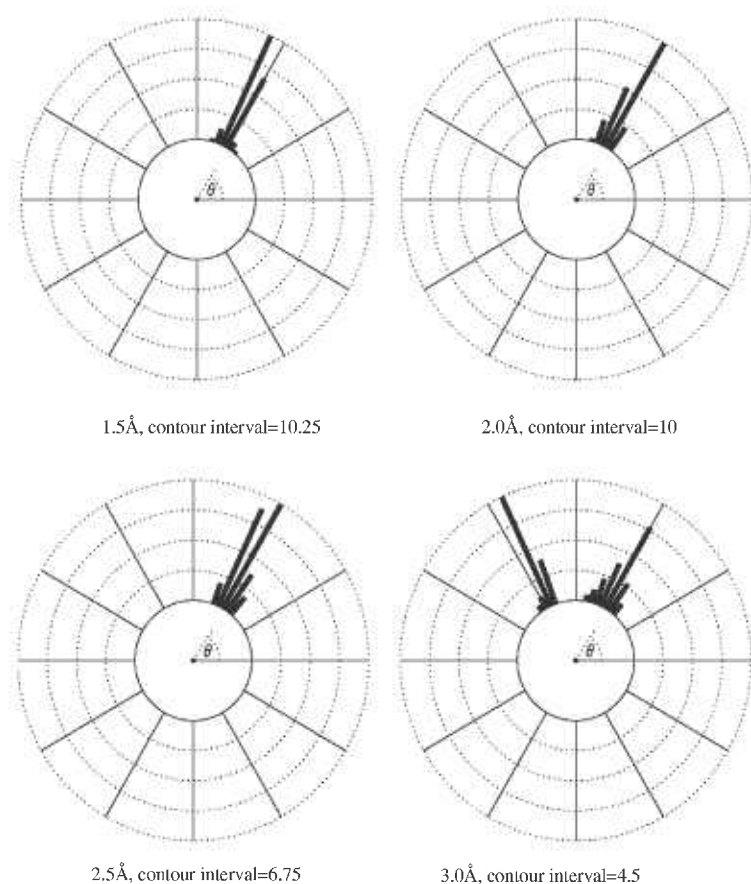 θ
θ
1.5Å, contour interval=10.25
2.0Å, contour interval=10
θ
θ
2.5Å, contour interval=6.75
3.0Å, contour interval=4.5